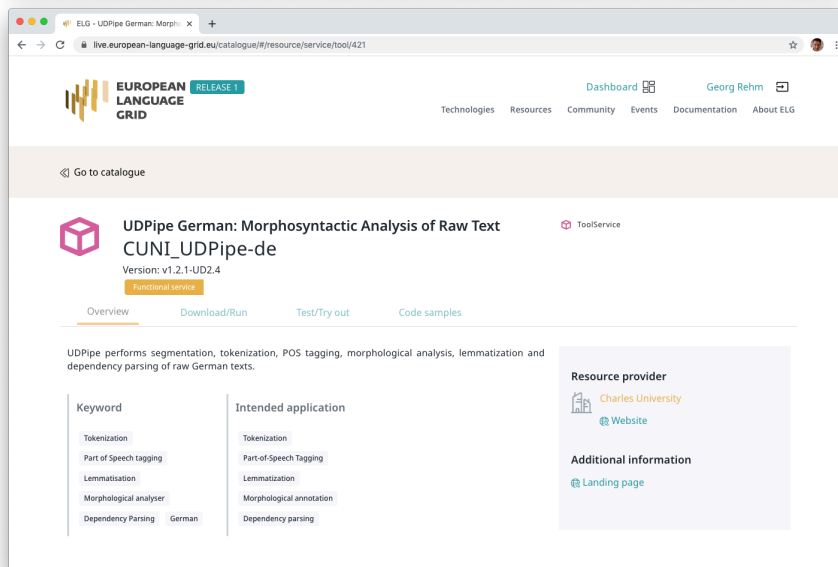 ELG - UDPipe German: Morpho
live.european-language-grid.eu/catalogue/#/resource/service/tool/421
EUROPEAN LANGUAGE GRID
RELEASE 1
Dashboard
Georg Rehm
Technologies Resources Community Events Documentation About ELG
Go to catalogue
UDPipe German: Morphosyntactic Analysis of Raw Text
ToolService
CUNI_UDPipe-de
Version: v1.2.1-UD2.4
Functional service
Overview Download/Run Test/Try out Code samples
UDPipe performs segmentation, tokenization, POS tagging, morphological analysis, lemmatization and
dependency parsing of raw German texts.
Keyword
Tokenization
Part of Speech tagging
Lemmatisation
Morphological analyser
Dependency Parsing German
Intended application
Tokenization
Part-of-Speech Tagging
Lemmatization
Morphological annotation
Dependency parsing
Resource provider
Charles University
Website
Additional information
Landing page